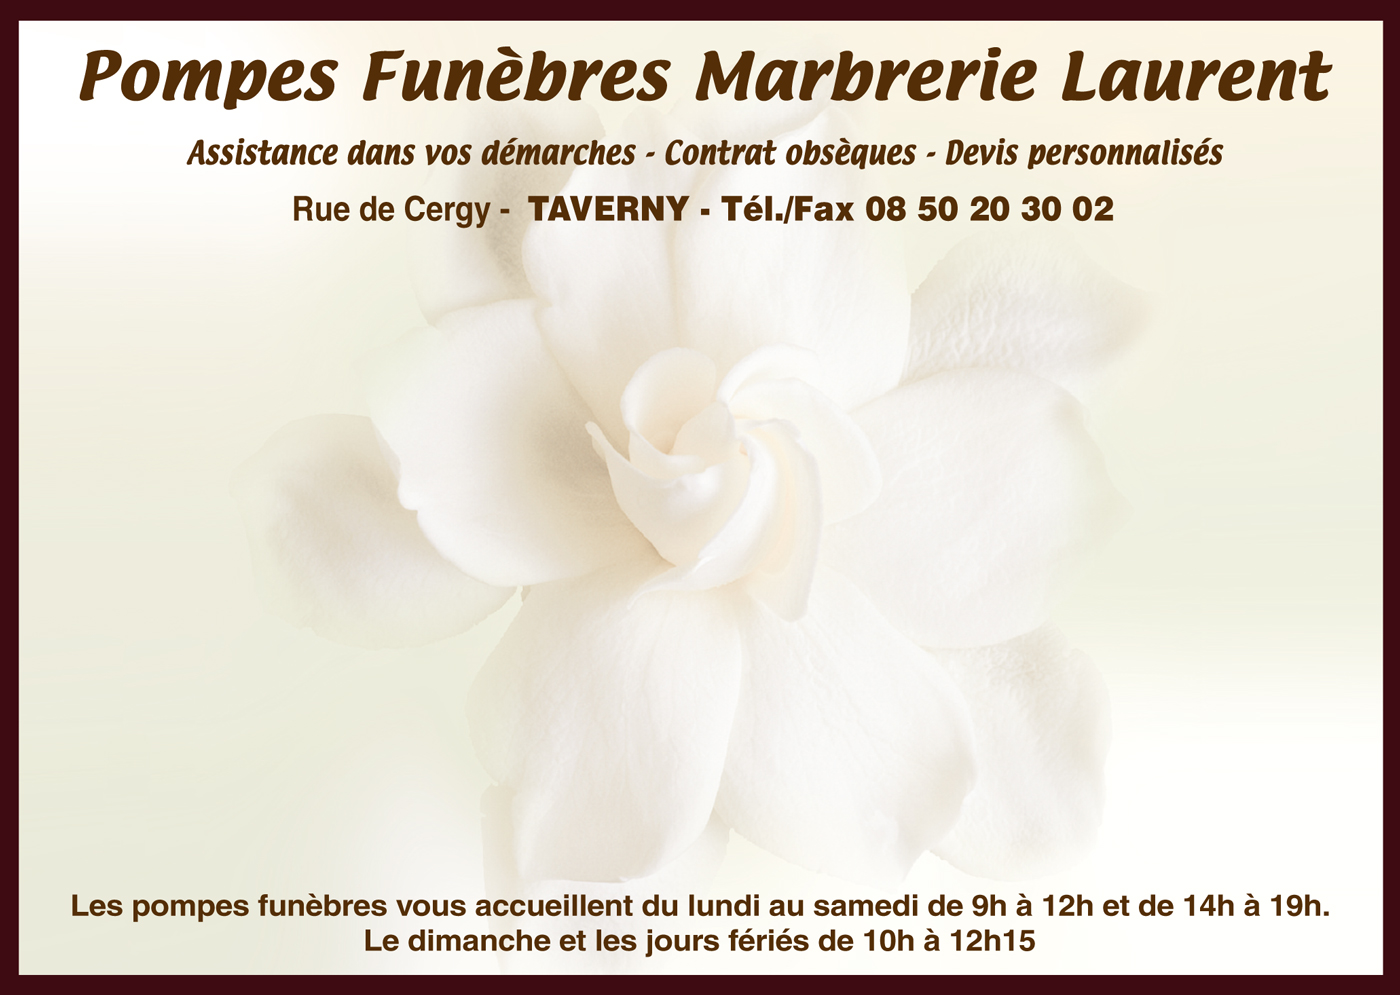 Pompes Funèbres Marbrerie Laurent
Assistance dans vos démarches - Contrat obsèques - Devis personnalisés
Rue de Cergy - TAVERNY - Tél./Fax 08 50 20 30 02
Les pompes funèbres vous accueillent du lundi au samedi de 9h à 12h et de 14h à 19h.
Le dimanche et les jours fériés de 10h à 12h15